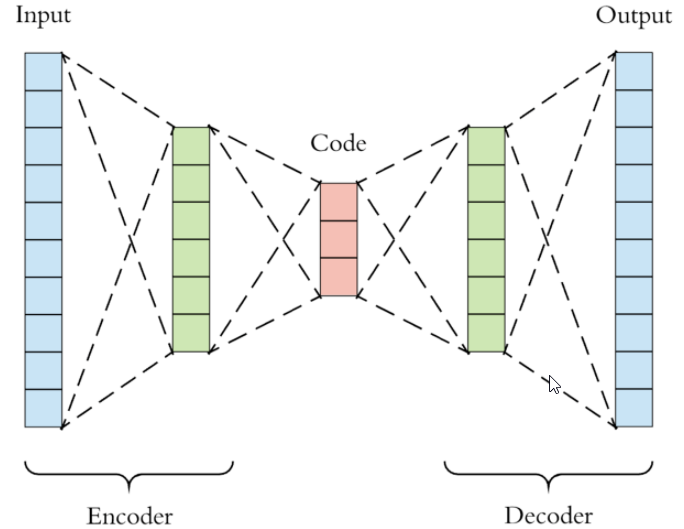 Input
Output
Code
Encoder
Decoder